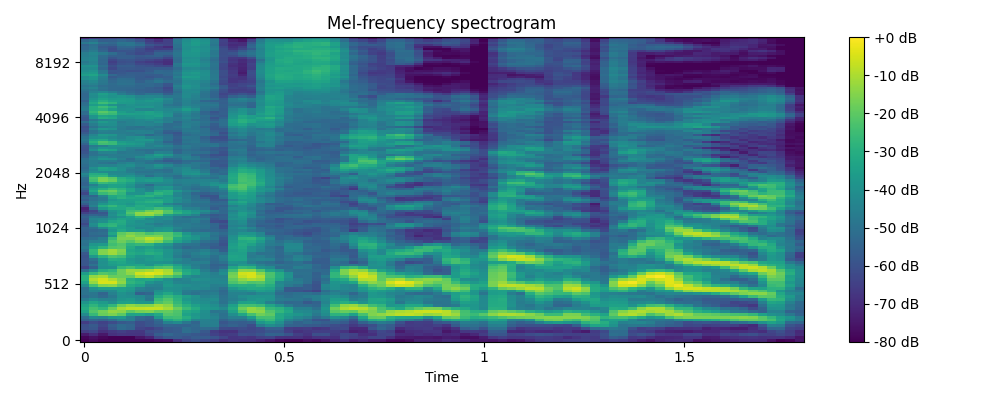 Mel-frequency spectrogram
+0 dB
8192
-10 dB
4096
-20 dB
-30 dB
2048
-40 dB
Hz
1024
-50 dB
512
-60 dB
-70 dB
0
-80 dB
0
0.5
1
1.5
Time